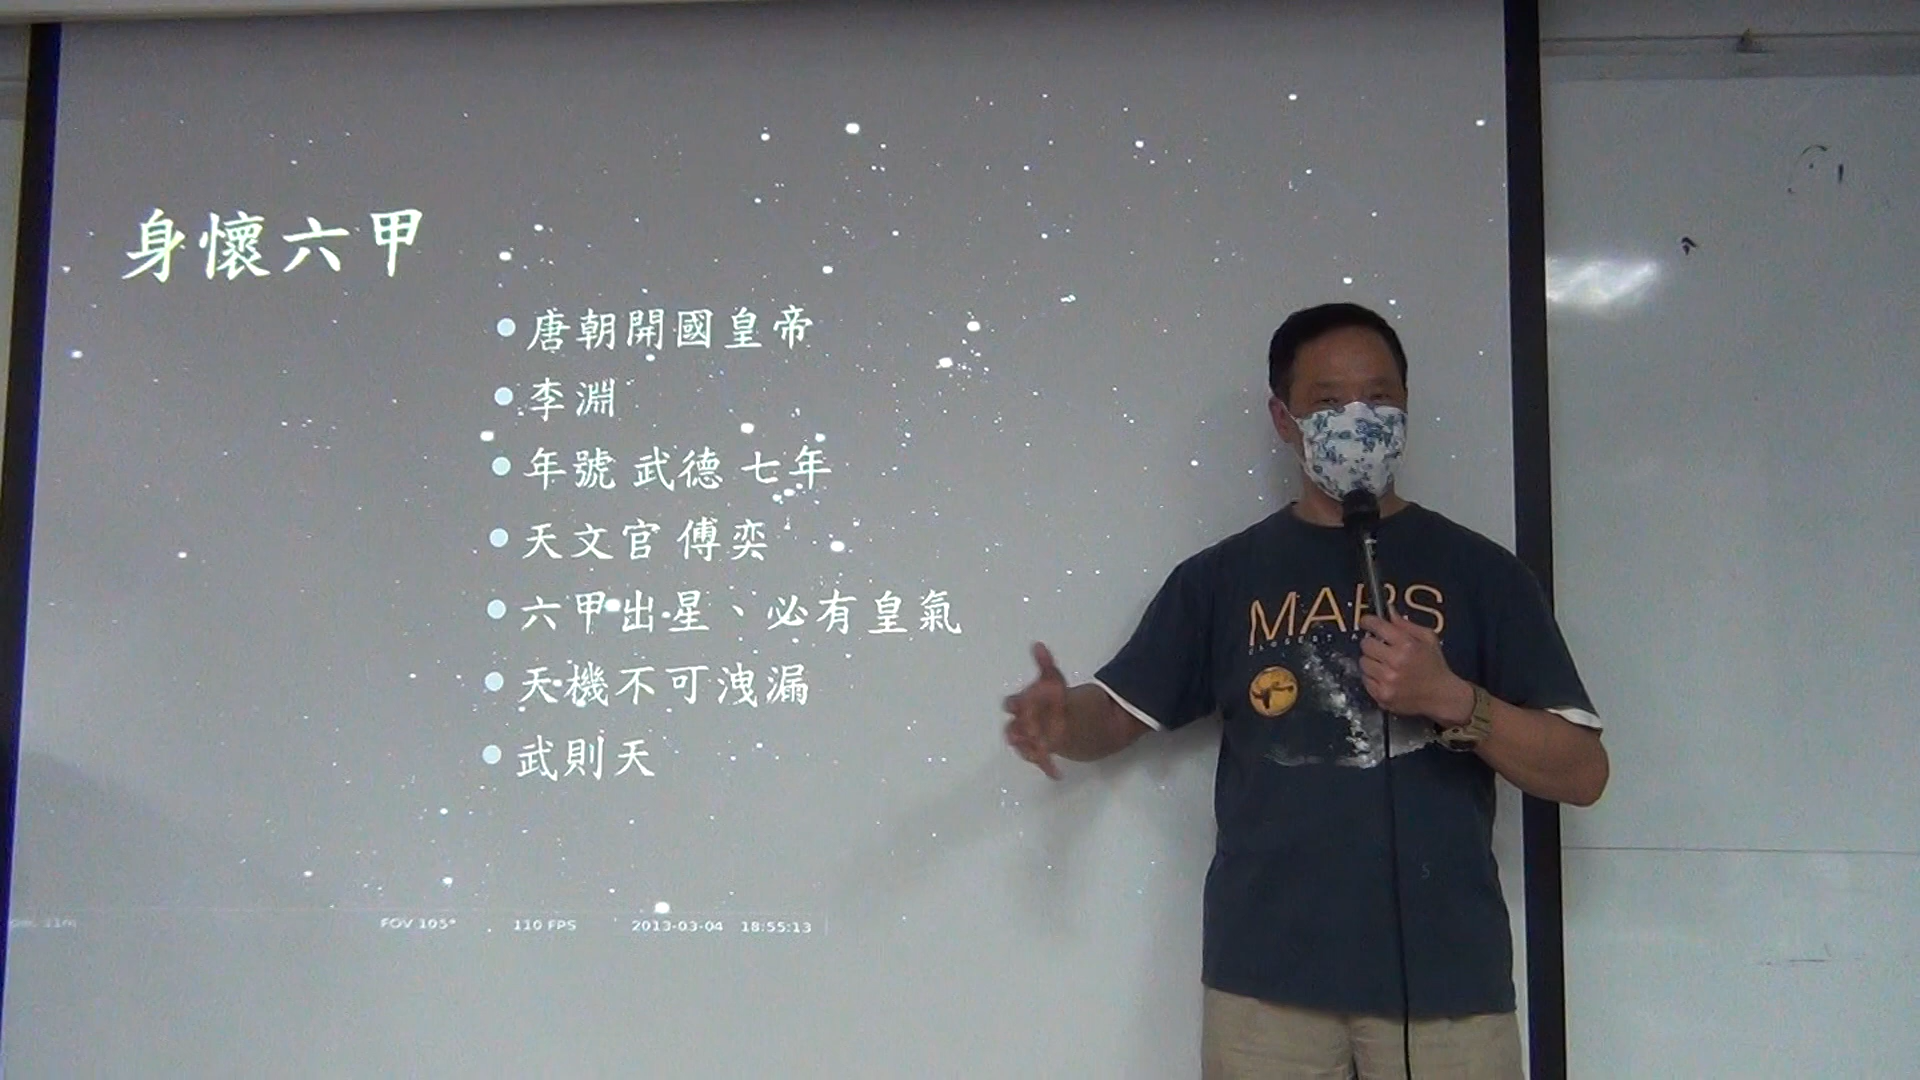 身懷六甲
唐朝開國皇帝
李淵
年號 武德 七年
天文官 傅奕
六甲出星、必有皇氣
天機不可洩漏
武則天
FOV 105° 110 FPS 2013-03-04 18:55:13
MARS